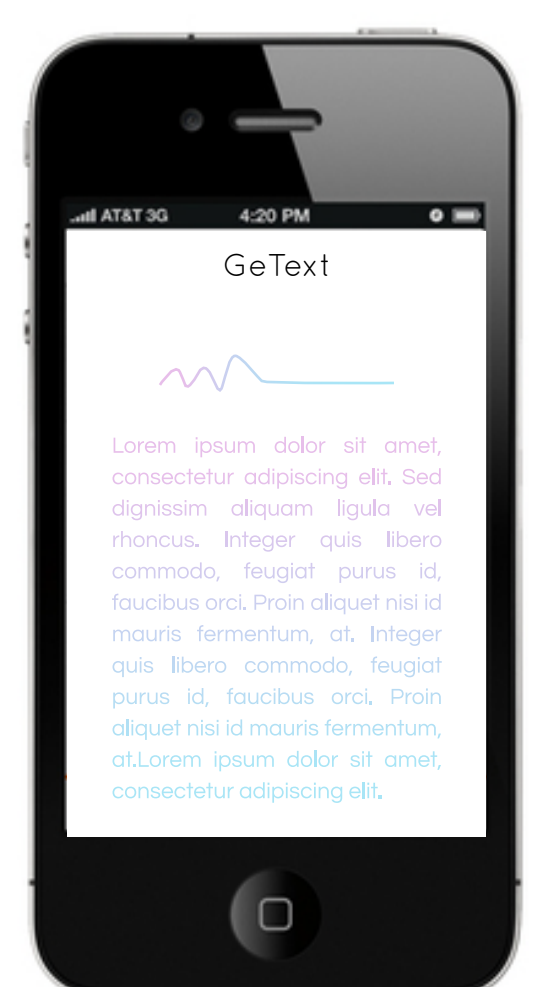 AT&T 3G 4:20 PM
GeText
Lorem ipsum dolor sit amet,
consectetur adipiscing elit. Sed
dignissim aliquam ligula vel
rhoncus. Integer quis libero
commodo, feugiat purus id,
faucibus orci. Proin aliquet nisi id
mauris fermentum, at. Integer
quis libero commodo, feugiat
purus id, faucibus orci. Proin
aliquet nisi id mauris fermentum,
at.Lorem ipsum dolor sit amet,
consectetur adipiscing elit.